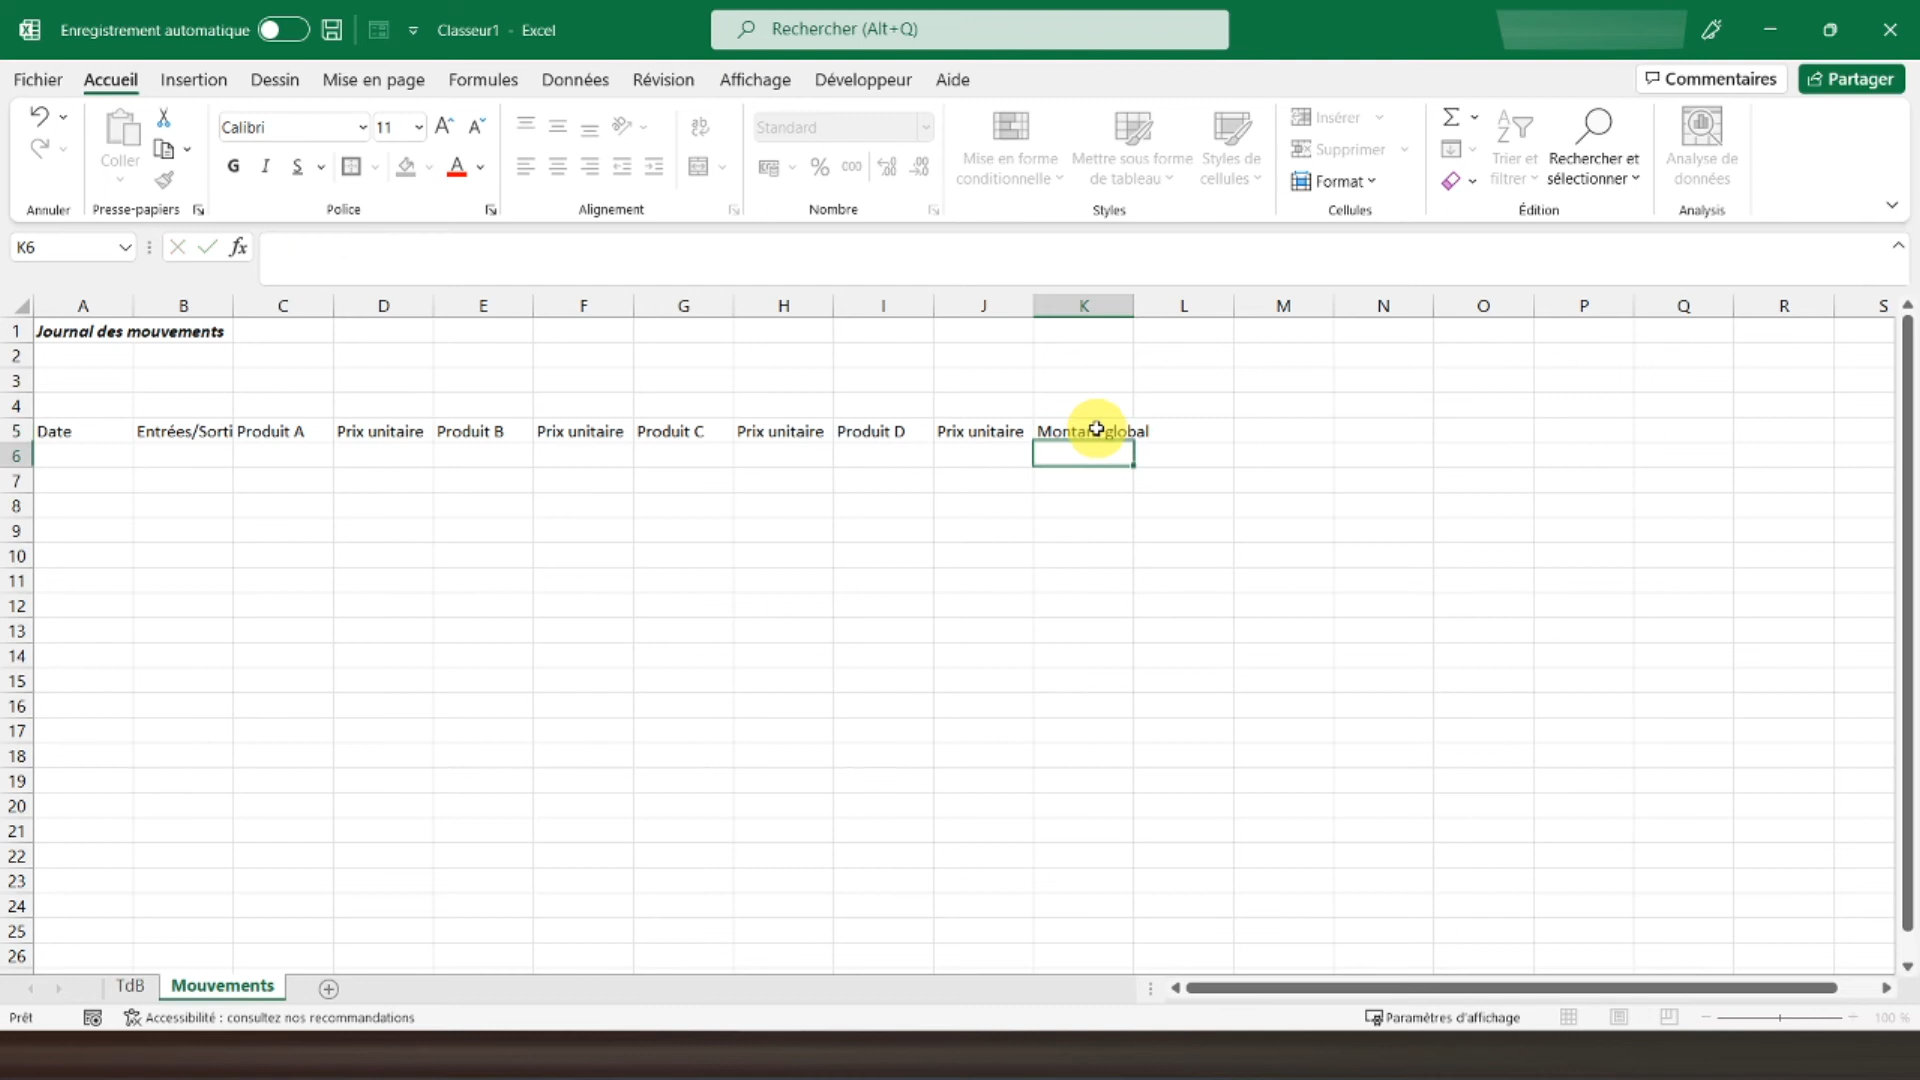 Enregistrement automatique Classeur1 - Excel Rechercher (Alt+Q)
Fichier Accueil Insertion Dessin Mise en page Formules Données Révision Affichage Développeur Aide Commentaires Partager
Calibri 11 Standard Insérer
Coller G I S % 000 Mise en forme conditionnelle Mettre sous forme de tableau Styles de cellules Supprimer Trier et filtrer Rechercher et sélectionner Analyse de données
Format
Annuler Presse-papiers Police Alignement Nombre Styles Cellules Édition Analysis
K6 fx
A B C D E F G H I J K L M N O P Q R S
1 Journal des mouvements
2
3
4
5 Date Entrées/Sorti Produit A Prix unitaire Produit B Prix unitaire Produit C Prix unitaire Produit D Prix unitaire Montant global
6
7
8
9
10
11
12
13
14
15
16
17
18
19
20
21
22
23
24
25
26
TdB Mouvements
Prêt Accessibilité : consultez nos recommandations Paramètres d'affichage 100 %